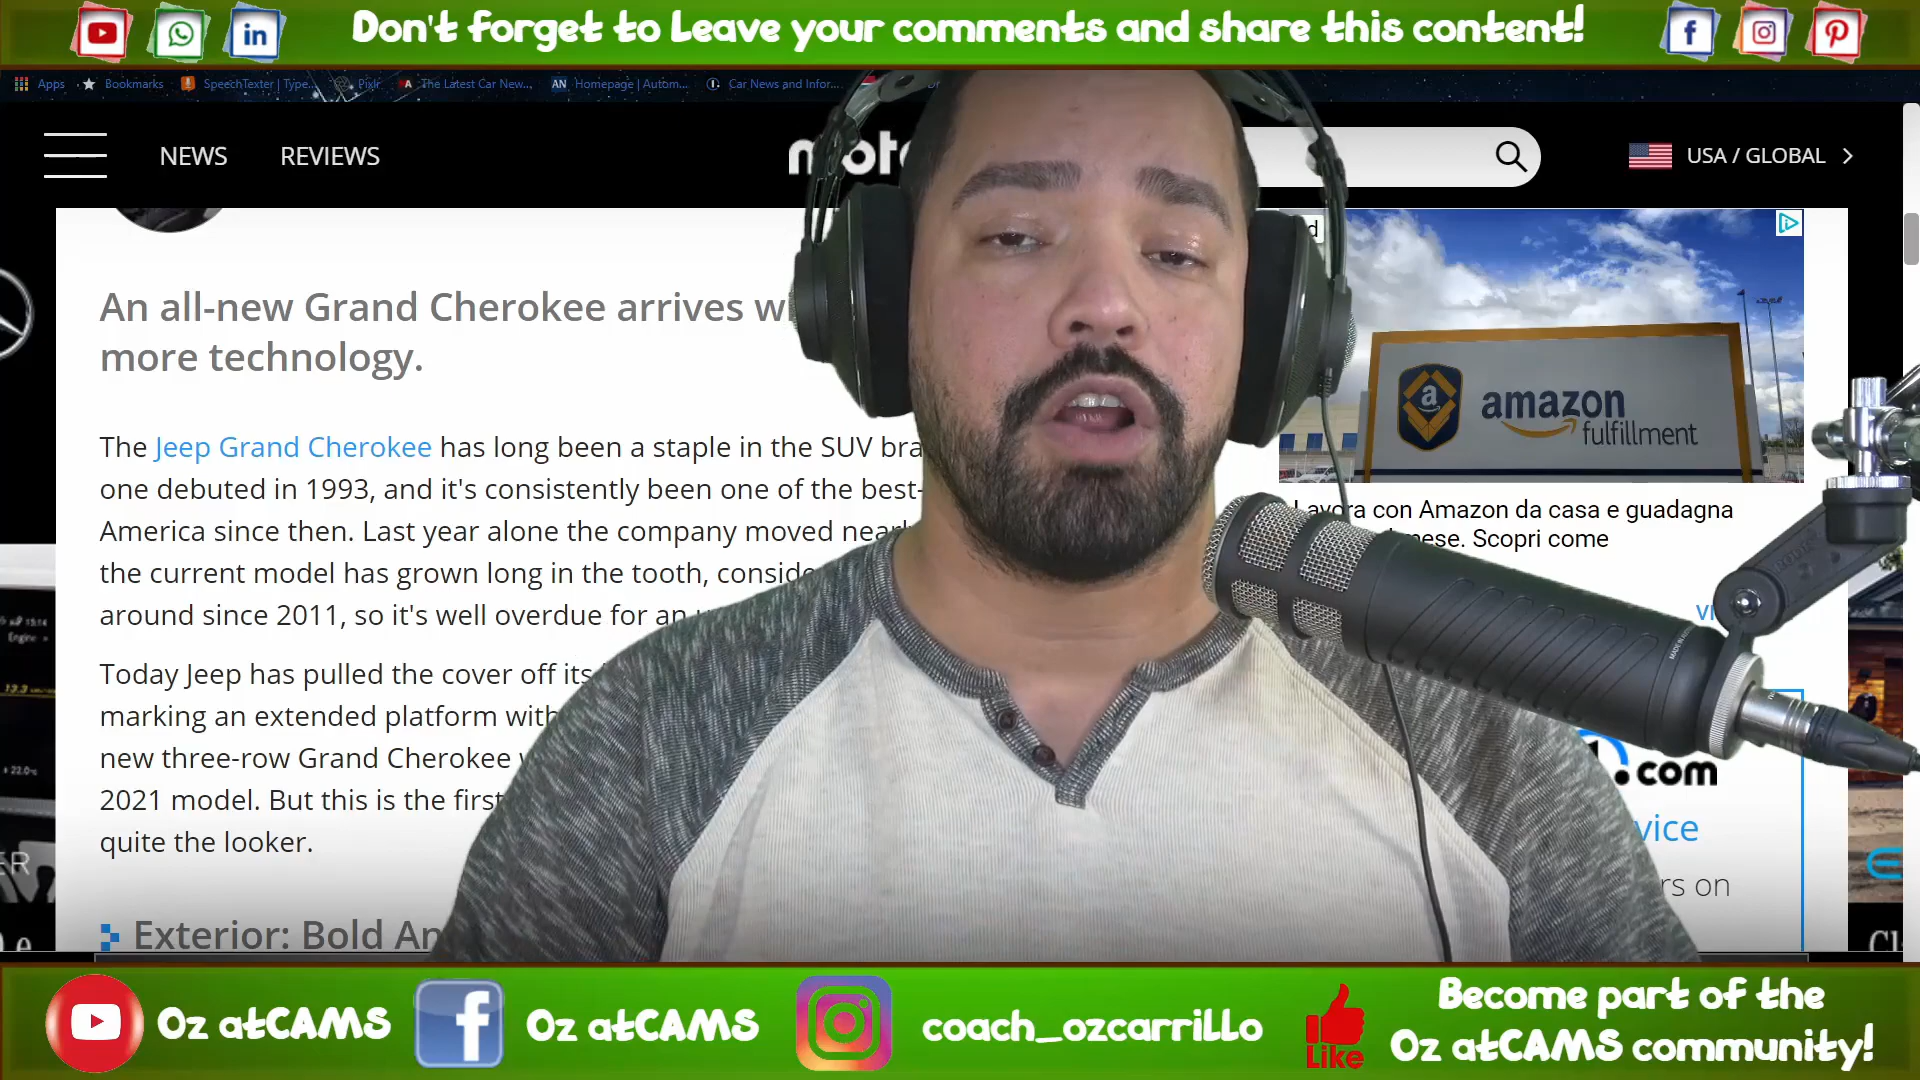 Don't forget to Leave your comments and share this content!
Apps Bookmarks SpeechTexter | Type... Pixlr The Latest Car New... Homepage | Autom... Car News and Infor...
NEWS REVIEWS USA / GLOBAL
An all-new Grand Cherokee arrives
more technology.
The Jeep Grand Cherokee has long been a staple in the SUV
one debuted in 1993, and it's consistently been one of the best-
America since then. Last year alone the company moved
the current model has grown long in the tooth,
around since 2011, so it's well overdue for an
Today Jeep has pulled the cover off its
marking an extended platform with
new three-row Grand Cherokee
2021 model. But this is the first
quite the looker.
Exterior: Bold
amazon
fulfillment
Lavora con Amazon da casa e guadagna
mese. Scopri come
.com
vice
rs on
Oz atCAMS Oz atCAMS coach_ozcarrillo Like
Become part of the
Oz atCAMS community!